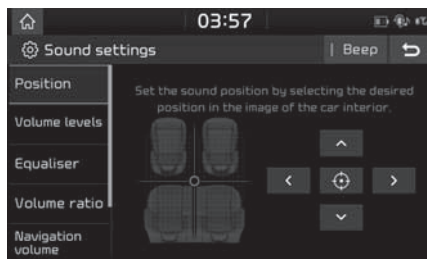 03:57
Sound settings
Beep
Position
Volume levels
Equaliser
Volume ratio
Navigation
volume
Set the sound position by selecting the desired
position in the image of the car interior.